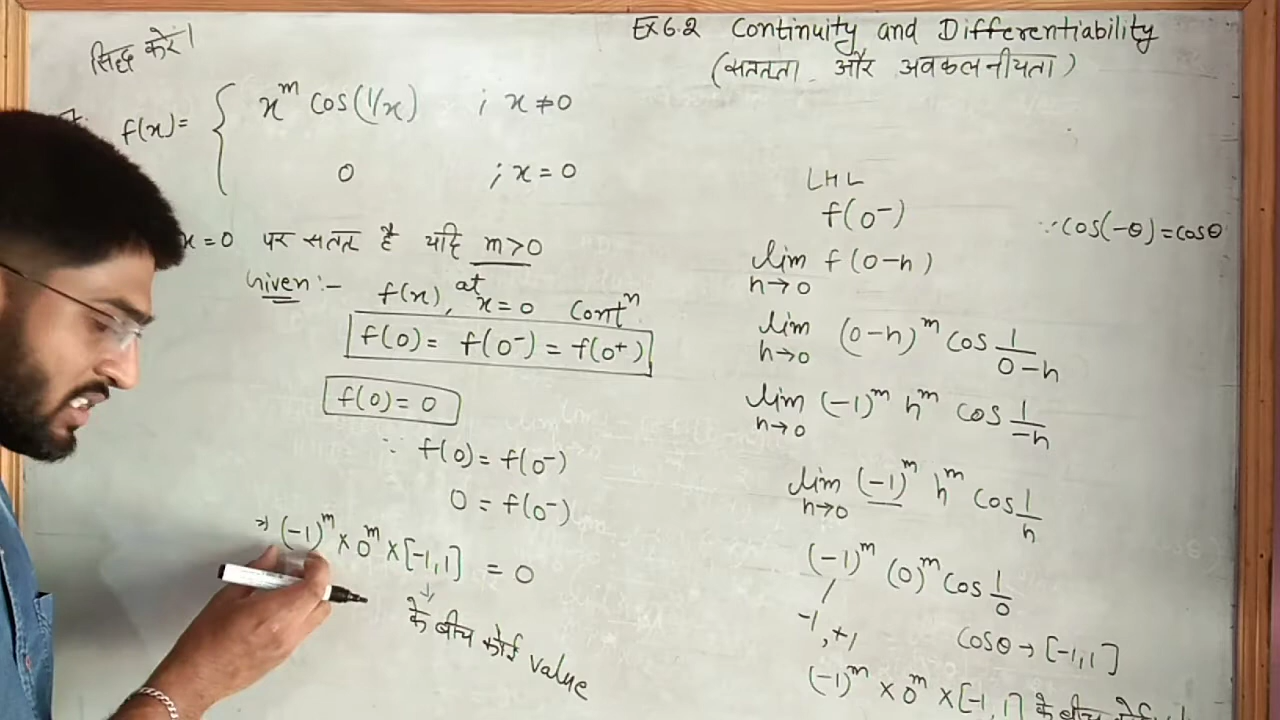 Ex 6.2 Continuity and Differentiability
(सततता और अवकलनीयता)
सिद्ध करें।
f(x) = { x^m cos(1/x) ; x ≠ 0
0 ; x = 0
x = 0 पर सतत है यदि m>0
Given :- f(x), at x = 0 Cont^n
f(0) = f(0^-) = f(0^+)
f(0) = 0
∵ f(0) = f(0^-)
0 = f(0^-)
⇒ (-1)^m × 0^m × [-1,1] = 0
↓
के बीच कोई value
LHL
f(0^-)
∵ cos(-θ) = cosθ
lim h→0 f(0-h)
lim h→0 (0-h)^m cos 1/(0-h)
lim h→0 (-1)^m h^m cos 1/(-h)
lim h→0 (-1)^m h^m cos 1/h
(-1)^m (0)^m cos 1/0
-1, +1
cosθ → [-1,1]
(-1)^m × 0^m × [-1, 1] के बीच कोई